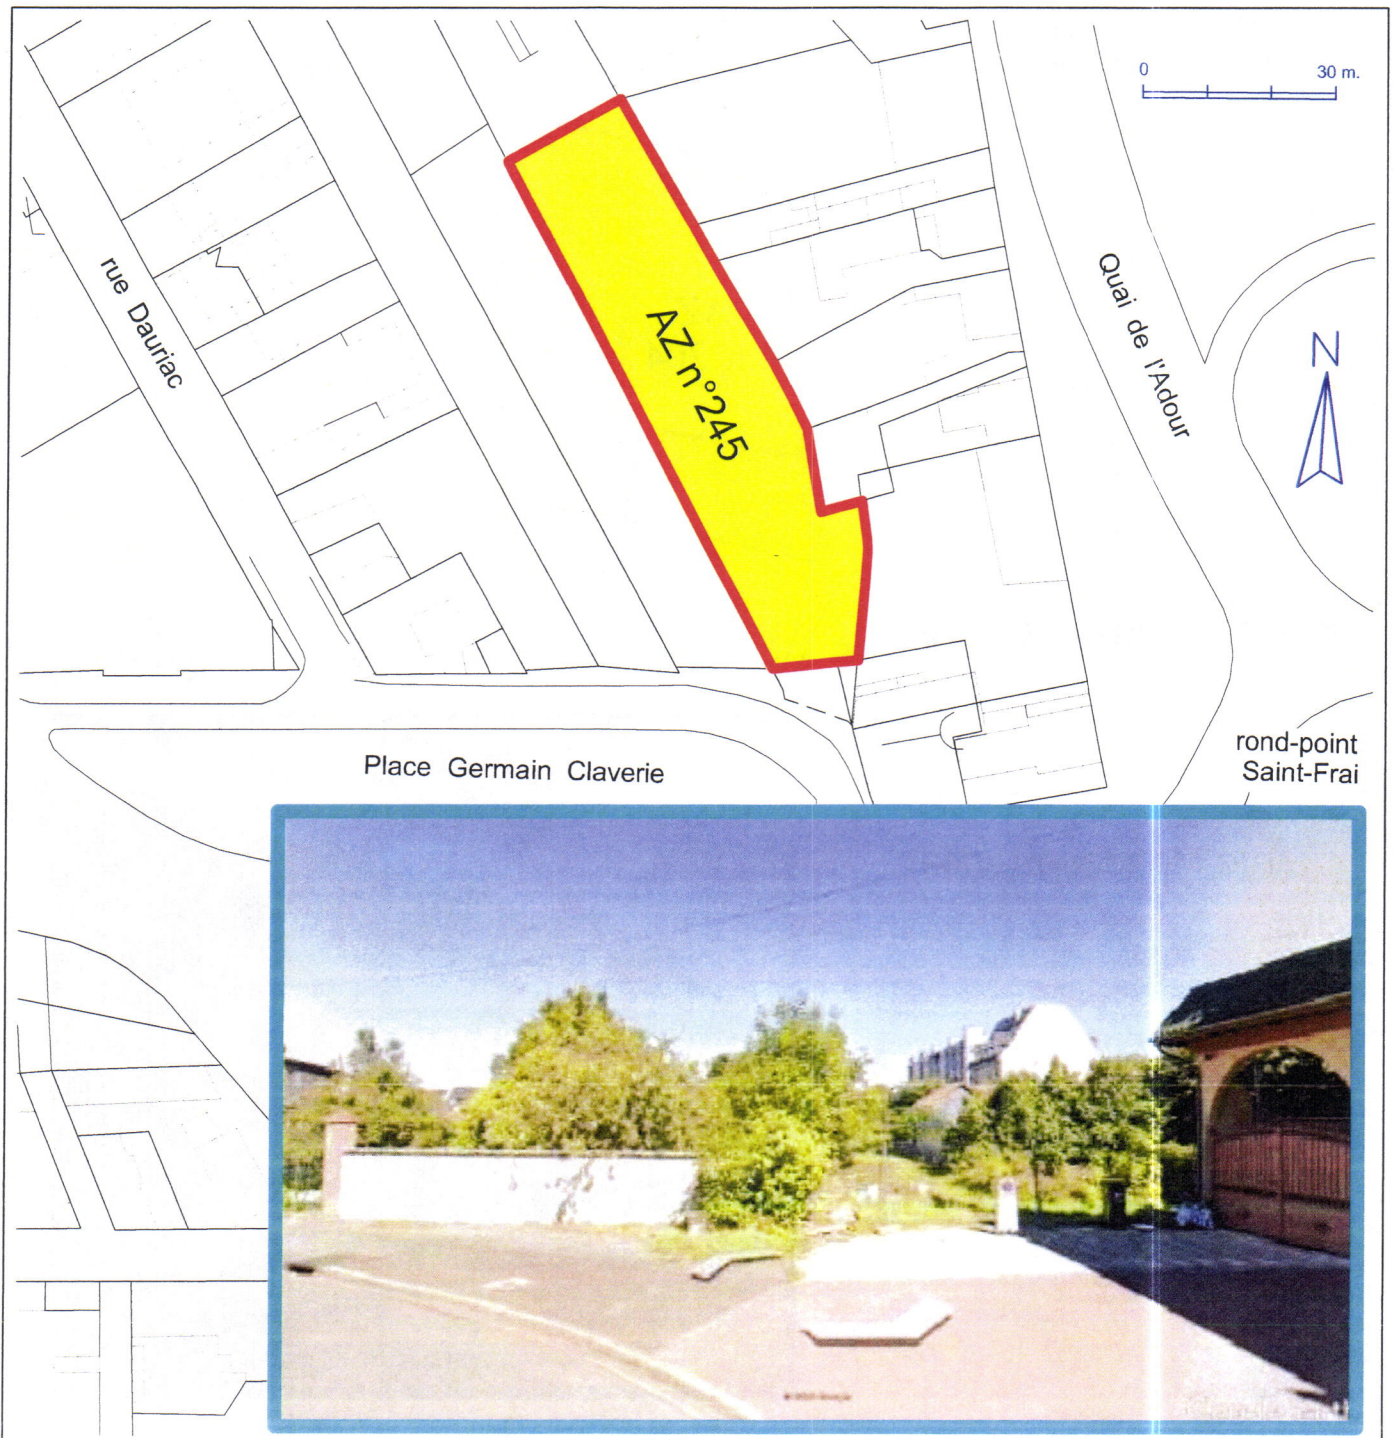 0 30 m.
rue Dauriac
AZ n°245
Quai de l'Adour
N
Place Germain Claverie
rond-point
Saint-Frai